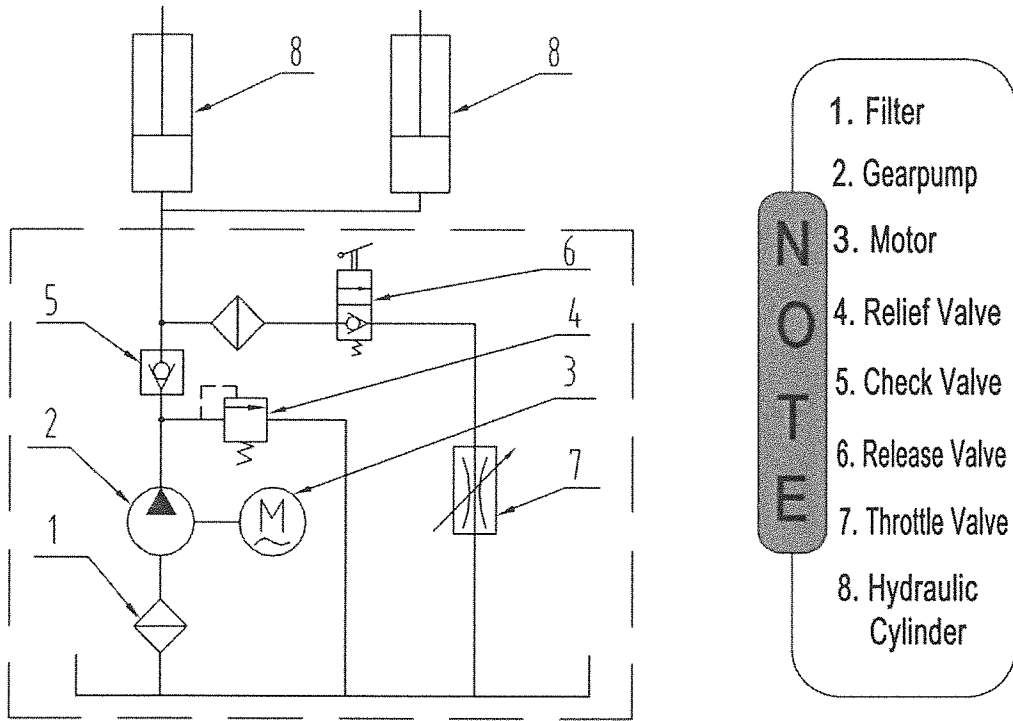 8
8
6
5
4
3
2
7
1
M
NOTE
1. Filter
2. Gearpump
3. Motor
4. Relief Valve
5. Check Valve
6. Release Valve
7. Throttle Valve
8. Hydraulic
Cylinder